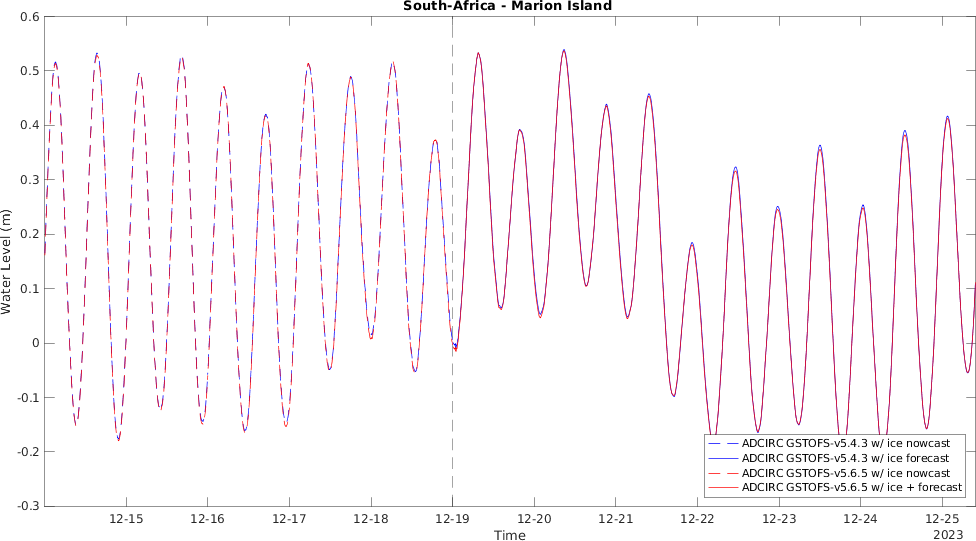 South-Africa - Marion Island
0.6
0.5
0.4
0.3
0.2
0.1
0
-0.1
-0.2
-0.3
Water Level (m)
ADCIRC GSTOFS-v5.4.3 w/ ice nowcast
ADCIRC GSTOFS-v5.4.3 w/ ice forecast
ADCIRC GSTOFS-v5.6.5 w/ ice nowcast
ADCIRC GSTOFS-v5.6.5 w/ ice + forecast
12-15 12-16 12-17 12-18 12-19 12-20 12-21 12-22 12-23 12-24 12-25
Time
2023